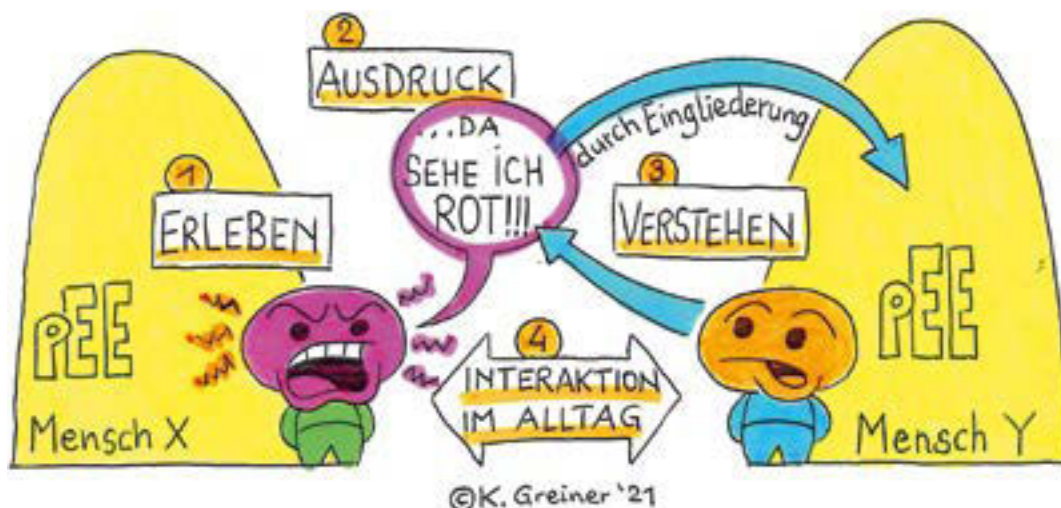 1
ERLEBEN
2
AUSDRUCK
...DA
SEHE ICH
ROT!!!
durch Eingliederung
3
VERSTEHEN
4
INTERAKTION
IM ALLTAG
pEE
Mensch X
pEE
Mensch Y
©K. Greiner '21